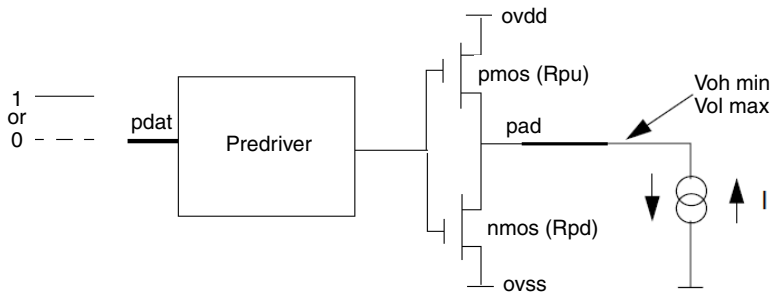 ovdd
pmos (Rpu)
Voh min
Vol max
1
or
0
pdat
Predriver
pad
I
nmos (Rpd)
ovss